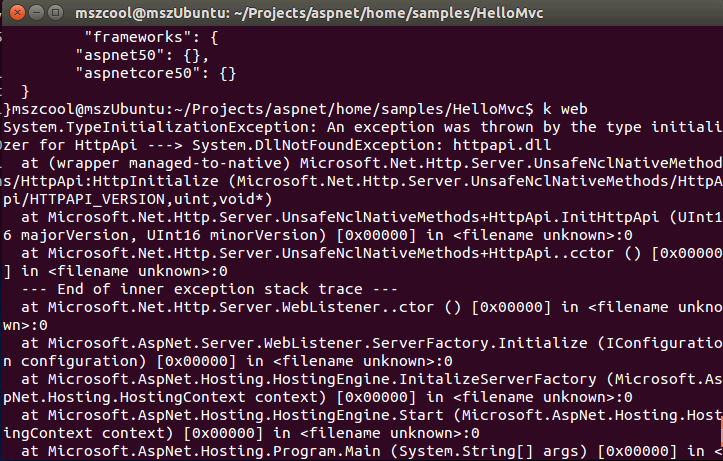 mszcool@mszUbuntu: ~/Projects/aspnet/home/samples/HelloMvc
"frameworks": {
"aspnet50": {},
"aspnetcore50": {}
}
}mszcool@mszUbuntu:~/Projects/aspnet/home/samples/HelloMvc$ k web
System.TypeInitializationException: An exception was thrown by the type initiali
zer for HttpApi ---> System.DllNotFoundException: httpapi.dll
at (wrapper managed-to-native) Microsoft.Net.Http.Server.UnsafeNclNativeMethod
s/HttpApi:HttpInitialize (Microsoft.Net.Http.Server.UnsafeNclNativeMethods/HttpA
pi/HTTPAPI_VERSION,uint,void*)
at Microsoft.Net.Http.Server.UnsafeNclNativeMethods+HttpApi.InitHttpApi (UInt1
6 majorVersion, UInt16 minorVersion) [0x00000] in <filename unknown>:0
at Microsoft.Net.Http.Server.UnsafeNclNativeMethods+HttpApi..cctor () [0x00000
] in <filename unknown>:0
--- End of inner exception stack trace ---
at Microsoft.Net.Http.Server.WebListener..ctor () [0x00000] in <filename unkno
wn>:0
at Microsoft.AspNet.Server.WebListener.ServerFactory.Initialize (IConfiguratio
n configuration) [0x00000] in <filename unknown>:0
at Microsoft.AspNet.Hosting.HostingEngine.InitalizeServerFactory (Microsoft.As
pNet.Hosting.HostingContext context) [0x00000] in <filename unknown>:0
at Microsoft.AspNet.Hosting.HostingEngine.Start (Microsoft.AspNet.Hosting.Host
ingContext context) [0x00000] in <filename unknown>:0
at Microsoft.AspNet.Hosting.Program.Main (System.String[] args) [0x00000] in <